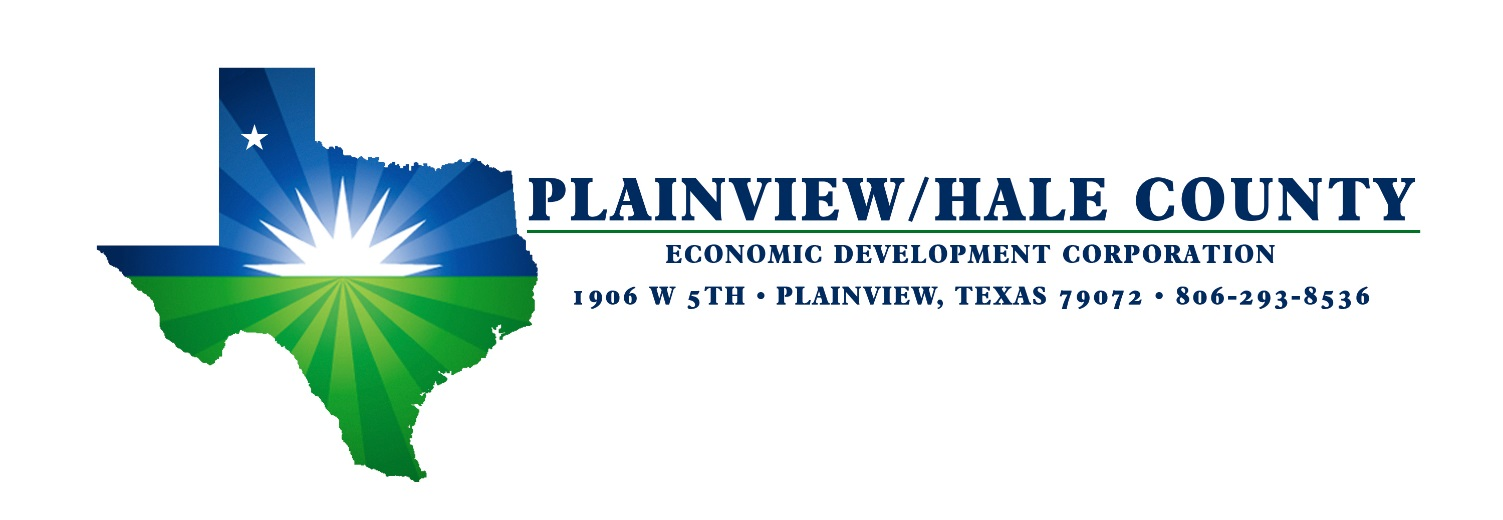 PLAINVIEW/HALE COUNTY
ECONOMIC DEVELOPMENT CORPORATION
1906 W 5TH • PLAINVIEW, TEXAS 79072 • 806-293-8536